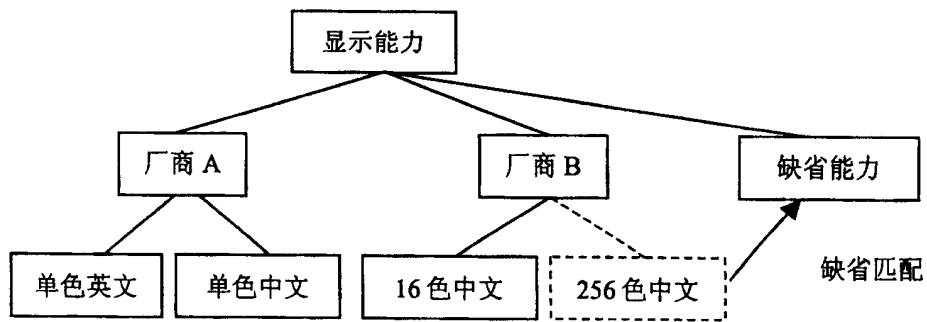 显示能力
厂商 A
厂商 B
缺省能力
单色英文
单色中文
16 色中文
256 色中文
缺省匹配